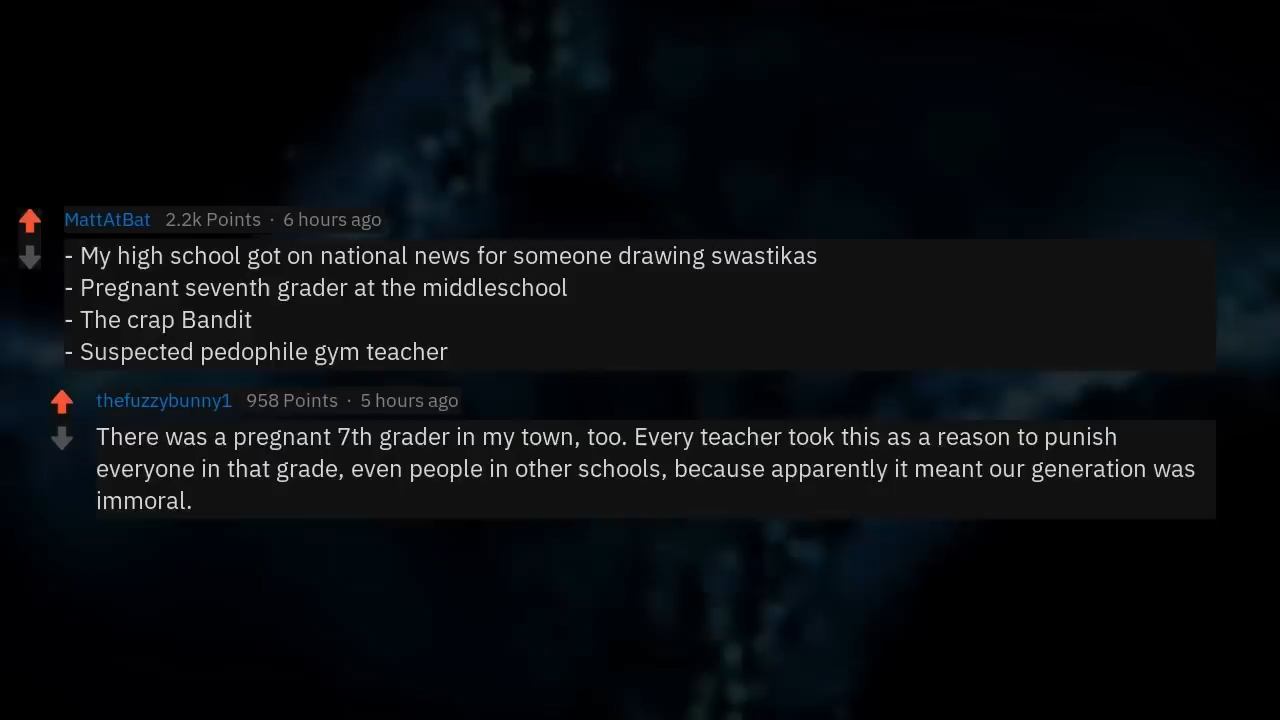 MattAtBat 2.2k Points · 6 hours ago
- My high school got on national news for someone drawing swastikas
- Pregnant seventh grader at the middleschool
- The crap Bandit
- Suspected pedophile gym teacher
thefuzzybunny1 958 Points · 5 hours ago
There was a pregnant 7th grader in my town, too. Every teacher took this as a reason to punish
everyone in that grade, even people in other schools, because apparently it meant our generation was
immoral.